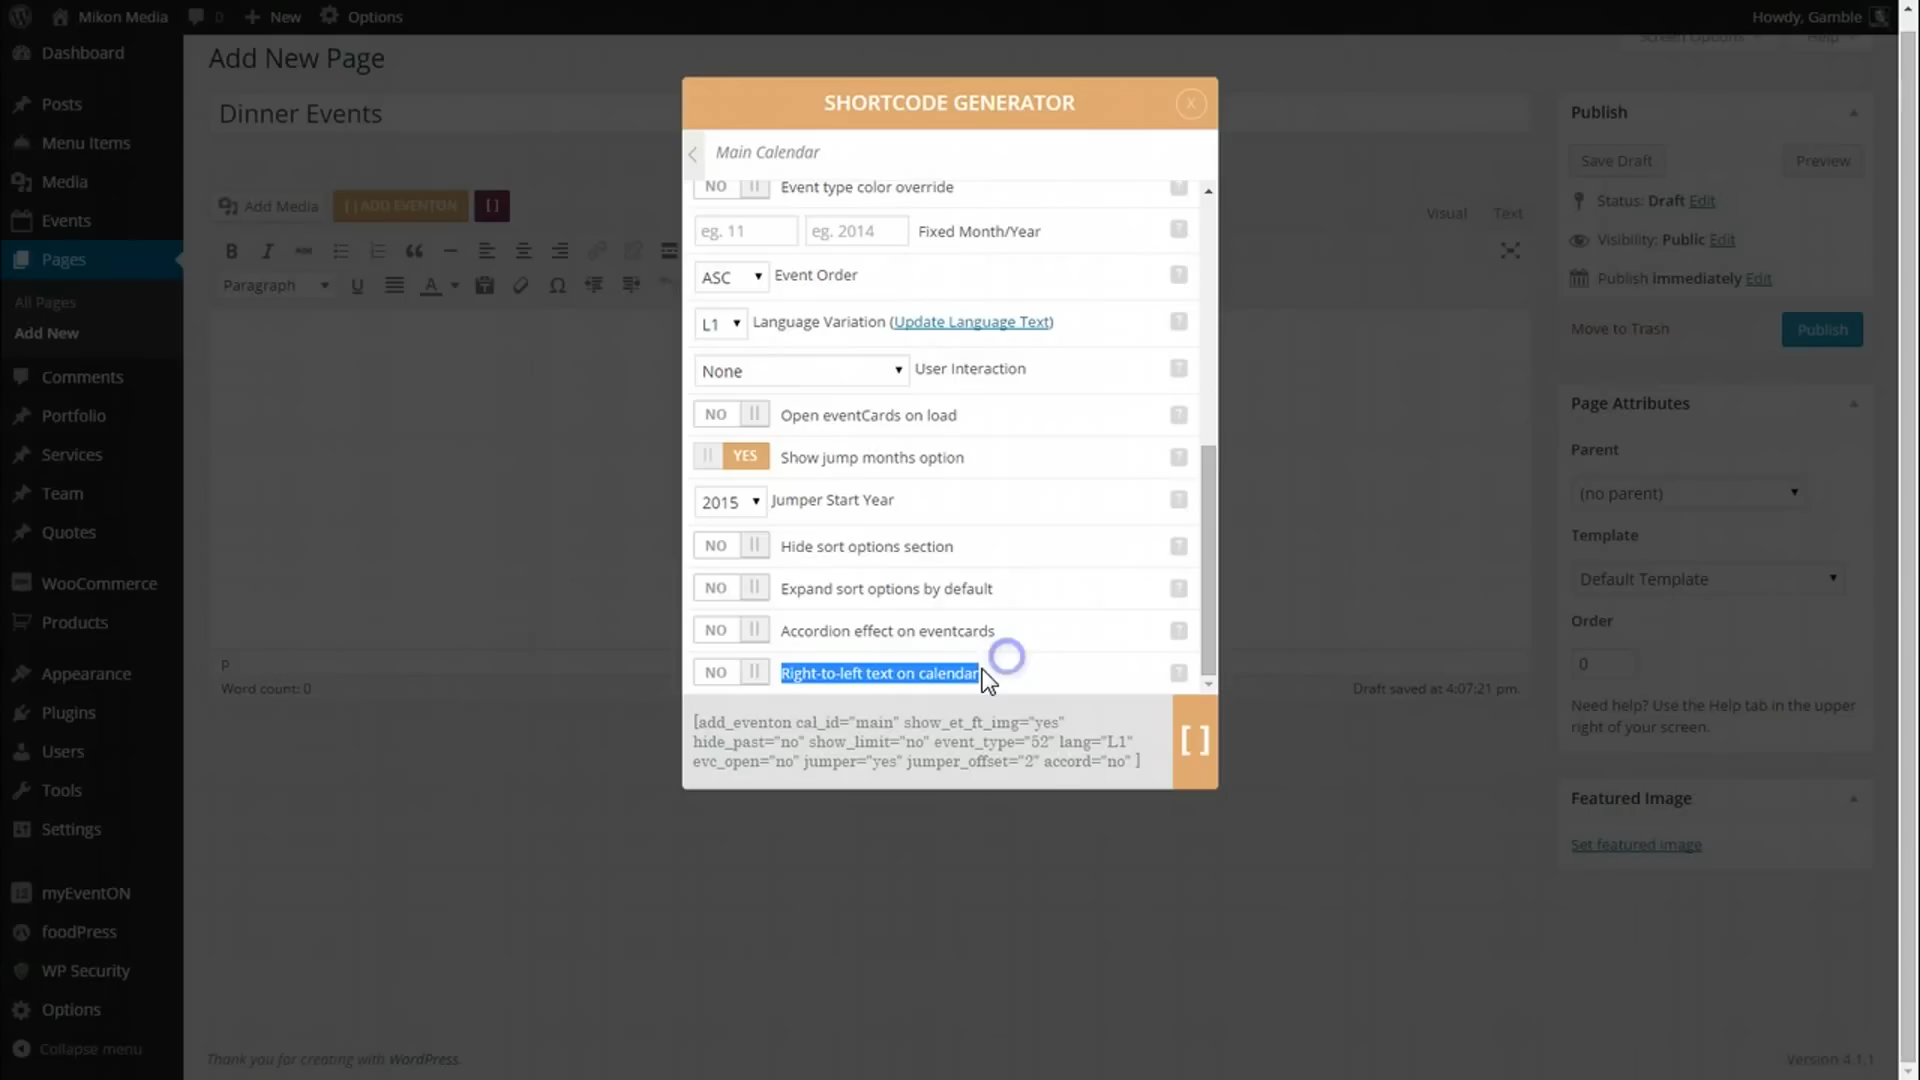 Mikon Media
0
New
Options
Howdy, Gamble
Dashboard
Posts
Menu Items
Media
Events
Pages
All Pages
Add New
Comments
Portfolio
Services
Team
Quotes
WooCommerce
Products
Appearance
Plugins
Users
Tools
Settings
myEventON
foodPress
WP Security
Options
Collapse menu
Add New Page
Screen Options
Help
Dinner Events
Add Media
[ ] ADD EVENTON
[ ]
Visual
Text
Paragraph
P
Word count: 0
Draft saved at 4:07:21 pm.
SHORTCODE GENERATOR
X
Main Calendar
NO Event type color override ?
eg. 11 eg. 2014 Fixed Month/Year ?
ASC Event Order ?
L1 Language Variation (Update Language Text) ?
None User Interaction ?
NO Open eventCards on load ?
YES Show jump months option ?
2015 Jumper Start Year ?
NO Hide sort options section ?
NO Expand sort options by default ?
NO Accordion effect on eventcards ?
NO Right-to-left text on calendar ?
[add_eventon cal_id="main" show_et_ft_img="yes"
hide_past="no" show_limit="no" event_type="52" lang="L1"
evc_open="no" jumper="yes" jumper_offset="2" accord="no" ]
[ ]
Publish
Save Draft
Preview
Status: Draft Edit
Visibility: Public Edit
Publish immediately Edit
Move to Trash
Publish
Page Attributes
Parent
(no parent)
Template
Default Template
Order
0
Need help? Use the Help tab in the upper
right of your screen.
Featured Image
Set featured image
Thank you for creating with WordPress.
Version 4.1.1